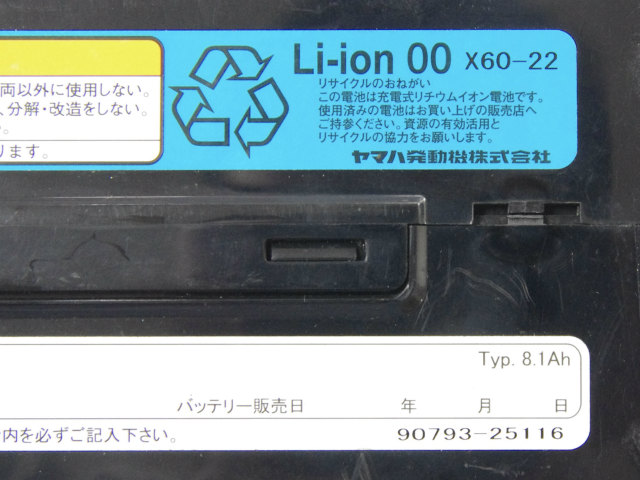 両以外に使用しない。
、分解・改造をしない。
ります。
Li-ion 00 X60-22
リサイクルのおねがい
この電池は充電式リチウムイオン電池です。
使用済みの電池はお買い上げの販売店へ
ご持参ください。資源の有効活用と
リサイクルの協力をお願いします。
ヤマハ発動機株式会社
Typ. 8.1Ah
バッテリー販売日 年 月 日
内を必ずご記入下さい。
90793-25116